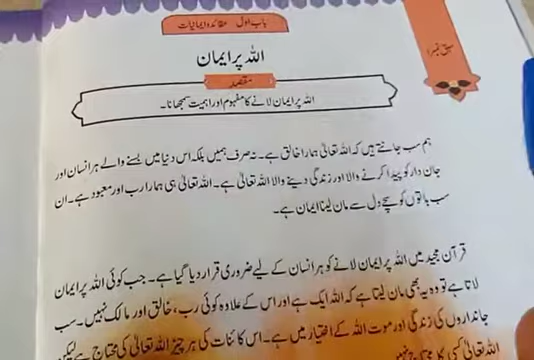 باب اول عقائد و ایمانیات
سبق نمبر ۱
اللہ پر ایمان
مقصد
اللہ پر ایمان لانے کا مفہوم اور اہمیت سمجھانا۔
ہم سب جانتے ہیں کہ اللہ تعالیٰ ہمارا خالق ہے۔ نہ صرف ہمیں بلکہ اس دنیا میں بسنے والے ہر انسان اور
جان دار کو پیدا کرنے والا اور زندگی دینے والا اللہ تعالیٰ ہے۔ اللہ تعالیٰ ہی ہمارا رب اور معبود ہے۔ ان
سب باتوں کو سچے دل سے مان لینا ایمان ہے۔
قرآن مجید میں اللہ پر ایمان لانے کو ہر انسان کے لیے ضروری قرار دیا گیا ہے۔ جب کوئی اللہ پر ایمان
لاتا ہے تو وہ یہ بھی مان لیتا ہے کہ اللہ ایک ہے اور اس کے علاوہ کوئی رب، خالق اور مالک نہیں۔ سب
جانداروں کی زندگی اور موت اللہ کے اختیار میں ہے۔ اس کائنات کی ہر چیز اللہ تعالیٰ کی محتاج ہے لیکن
اللہ تعالیٰ کسی کا